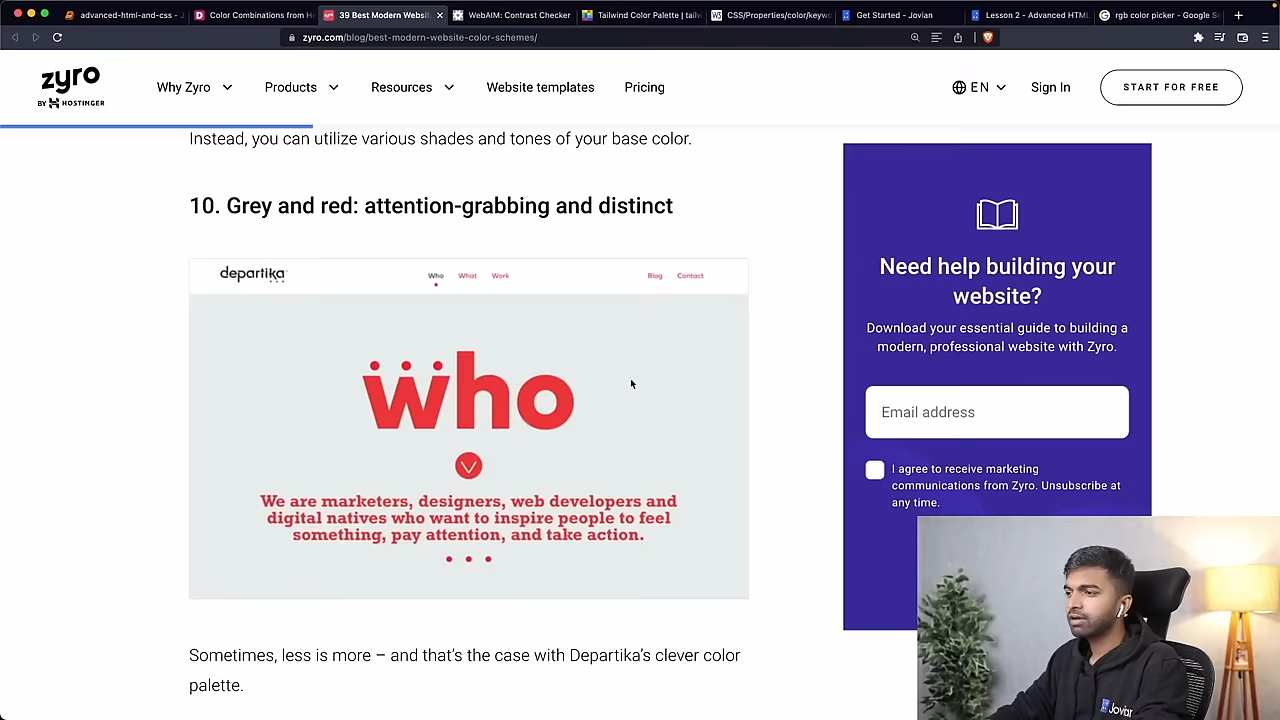 advanced-html-and-css - J
Color Combinations from H
39 Best Modern Websi
WebAIM: Contrast Checker
Tailwind Color Palette | tail
CSS/Properties/color/keyw
Get Started - Jovian
Lesson 2 - Advanced HTML
rgb color picker - Google S
zyro.com/blog/best-modern-website-color-schemes/
zyro
BY HOSTINGER
Why Zyro
Products
Resources
Website templates
Pricing
EN
Sign In
START FOR FREE
Instead, you can utilize various shades and tones of your base color.
10. Grey and red: attention-grabbing and distinct
departika
Who
What
Work
Blog
Contact
who
We are marketers, designers, web developers and
digital natives who want to inspire people to feel
something, pay attention, and take action.
Sometimes, less is more – and that's the case with Departika's clever color
palette.
Need help building your
website?
Download your essential guide to building a
modern, professional website with Zyro.
Email address
I agree to receive marketing
communications from Zyro. Unsubscribe at
any time.
Jovian